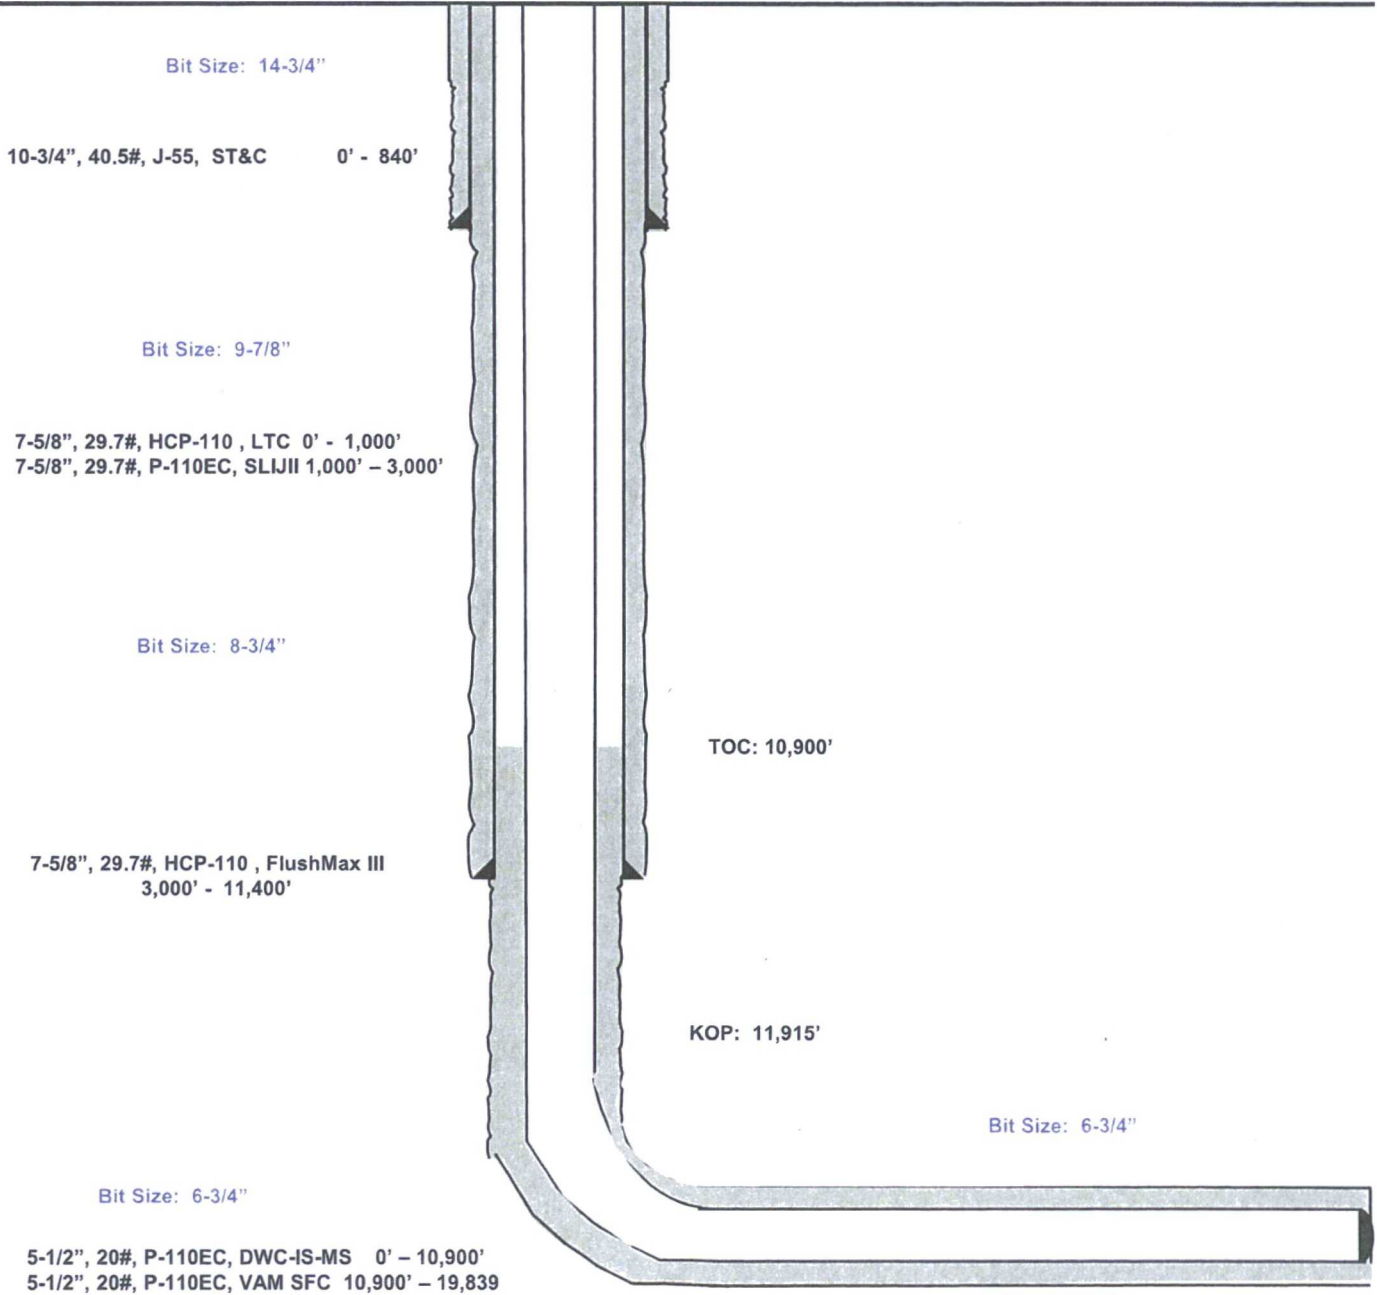 Bit Size: 14-3/4”
10-3/4”, 40.5#, J-55, ST&C 0’ - 840’
Bit Size: 9-7/8”
7-5/8”, 29.7#, HCP-110 , LTC 0’ - 1,000’
7-5/8”, 29.7#, P-110EC, SLIJII 1,000’ – 3,000’
Bit Size: 8-3/4”
TOC: 10,900’
7-5/8”, 29.7#, HCP-110 , FlushMax III
3,000’ - 11,400’
KOP: 11,915’
Bit Size: 6-3/4”
Bit Size: 6-3/4”
5-1/2”, 20#, P-110EC, DWC-IS-MS 0’ – 10,900’
5-1/2”, 20#, P-110EC, VAM SFC 10,900’ – 19,839